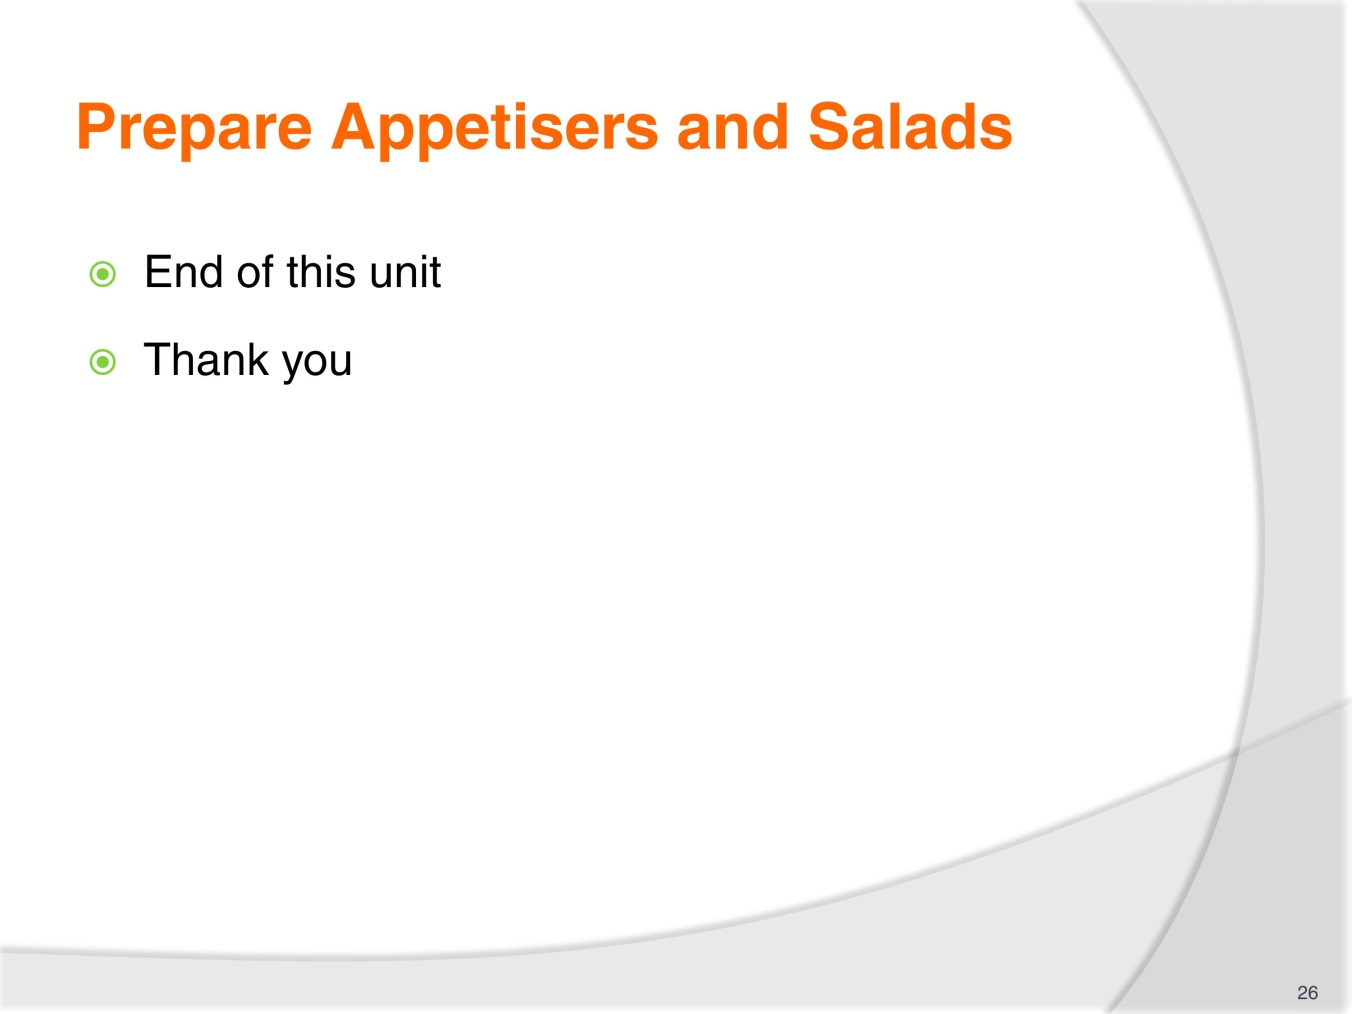 Prepare Appetisers and Salads
End of this unit
Thank you
26